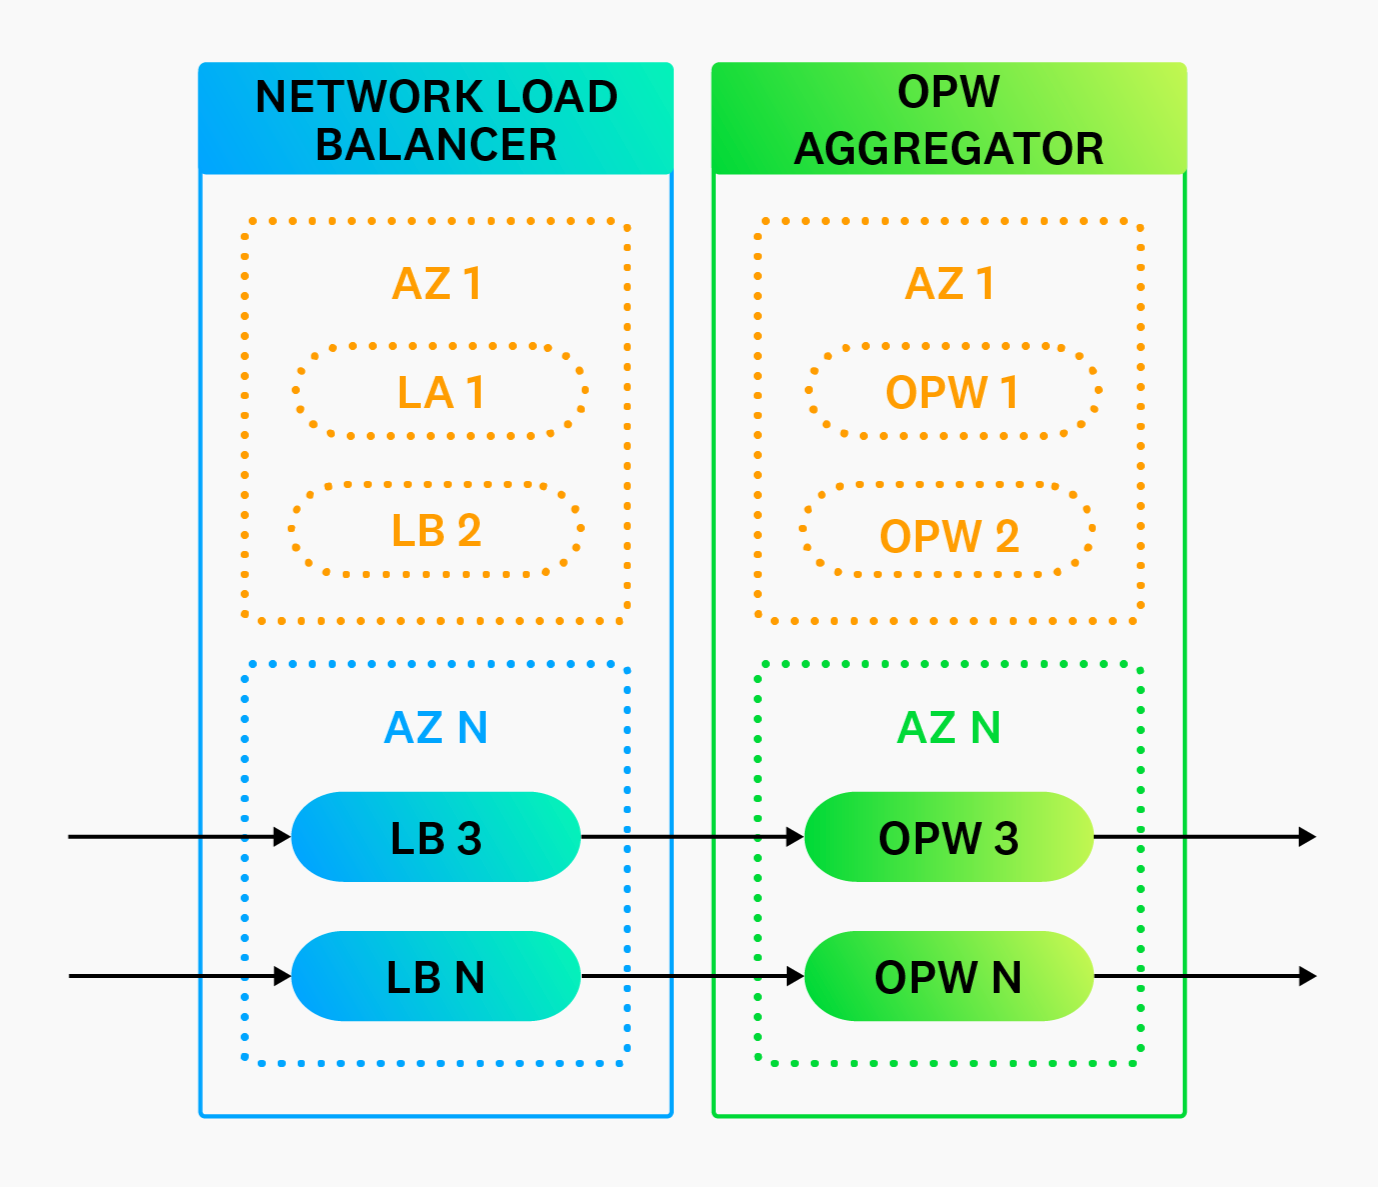 NETWORK LOAD
BALANCER
AZ 1
LA 1
LB 2
AZ N
LB 3
LB N
OPW
AGGREGATOR
AZ 1
OPW 1
OPW 2
AZ N
OPW 3
OPW N